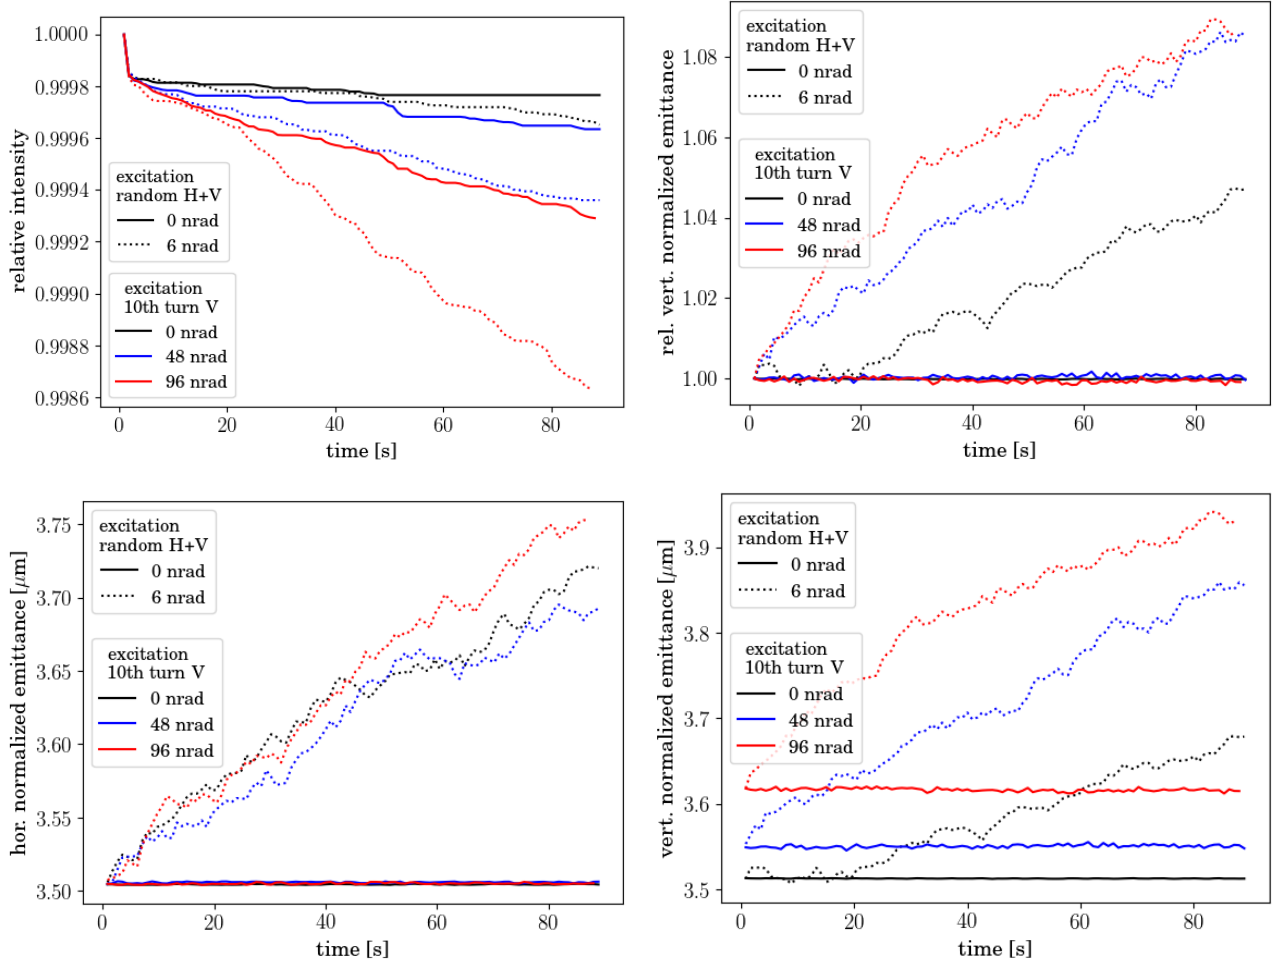 1.0000
0.9998
0.9996
0.9994
0.9992
0.9990
0.9988
0.9986
relative intensity
excitation
random H+V
0 nrad
6 nrad
excitation
10th turn V
0 nrad
48 nrad
96 nrad
0 20 40 60 80
time [s]
1.08
1.06
1.04
1.02
1.00
rel. vert. normalized emittance
excitation
random H+V
0 nrad
6 nrad
excitation
10th turn V
0 nrad
48 nrad
96 nrad
0 20 40 60 80
time [s]
3.75
3.70
3.65
3.60
3.55
3.50
hor. normalized emittance [μm]
excitation
random H+V
0 nrad
6 nrad
excitation
10th turn V
0 nrad
48 nrad
96 nrad
0 20 40 60 80
time [s]
3.9
3.8
3.7
3.6
3.5
vert. normalized emittance [μm]
excitation
random H+V
0 nrad
6 nrad
excitation
10th turn V
0 nrad
48 nrad
96 nrad
0 20 40 60 80
time [s]